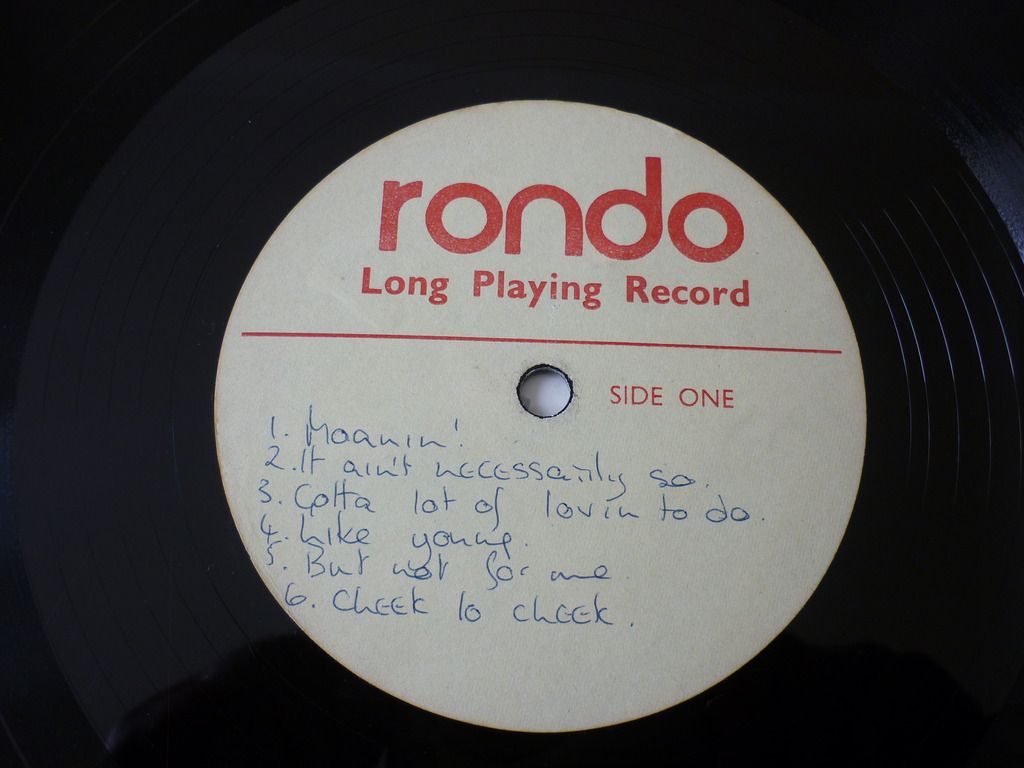 rondo
Long Playing Record
SIDE ONE
1. Moanin'.
2. It ain't necessarily so.
3. Gotta lot of lovin to do.
4. Like young.
5. But not for me.
6. Cheek to cheek.